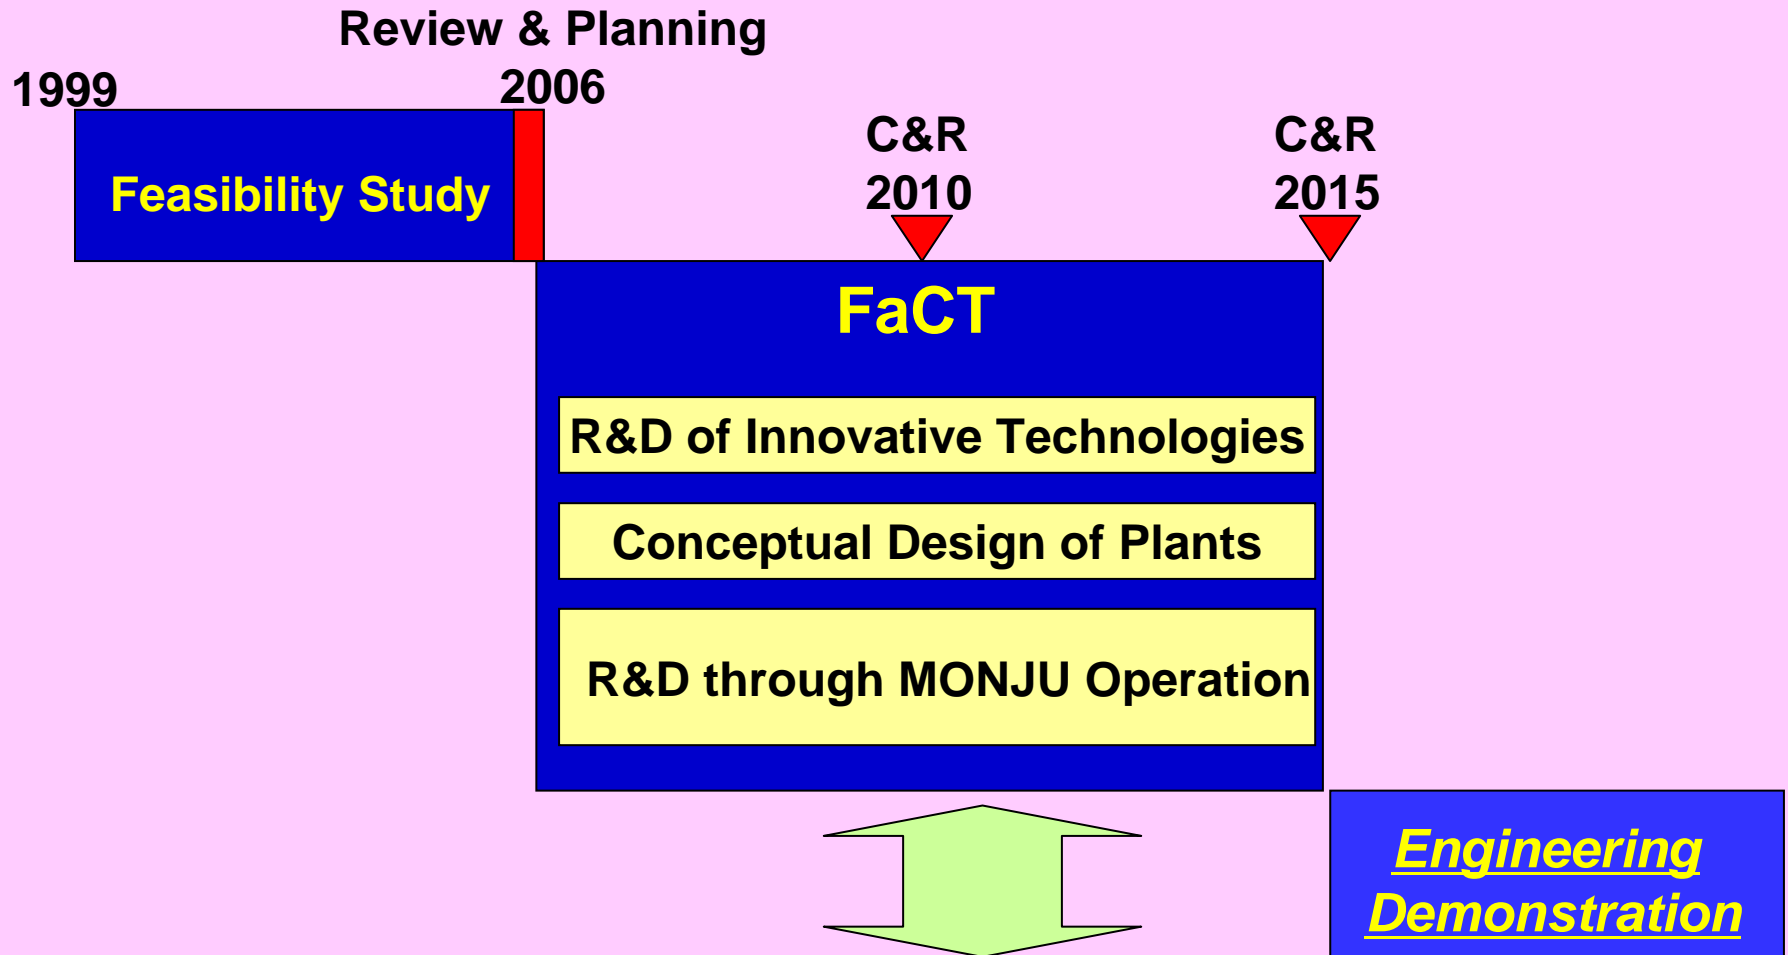 Review & Planning
1999
2006
C&R
2010
C&R
2015
Feasibility Study
FaCT
R&D of Innovative Technologies
Conceptual Design of Plants
R&D through MONJU Operation
Engineering
Demonstration